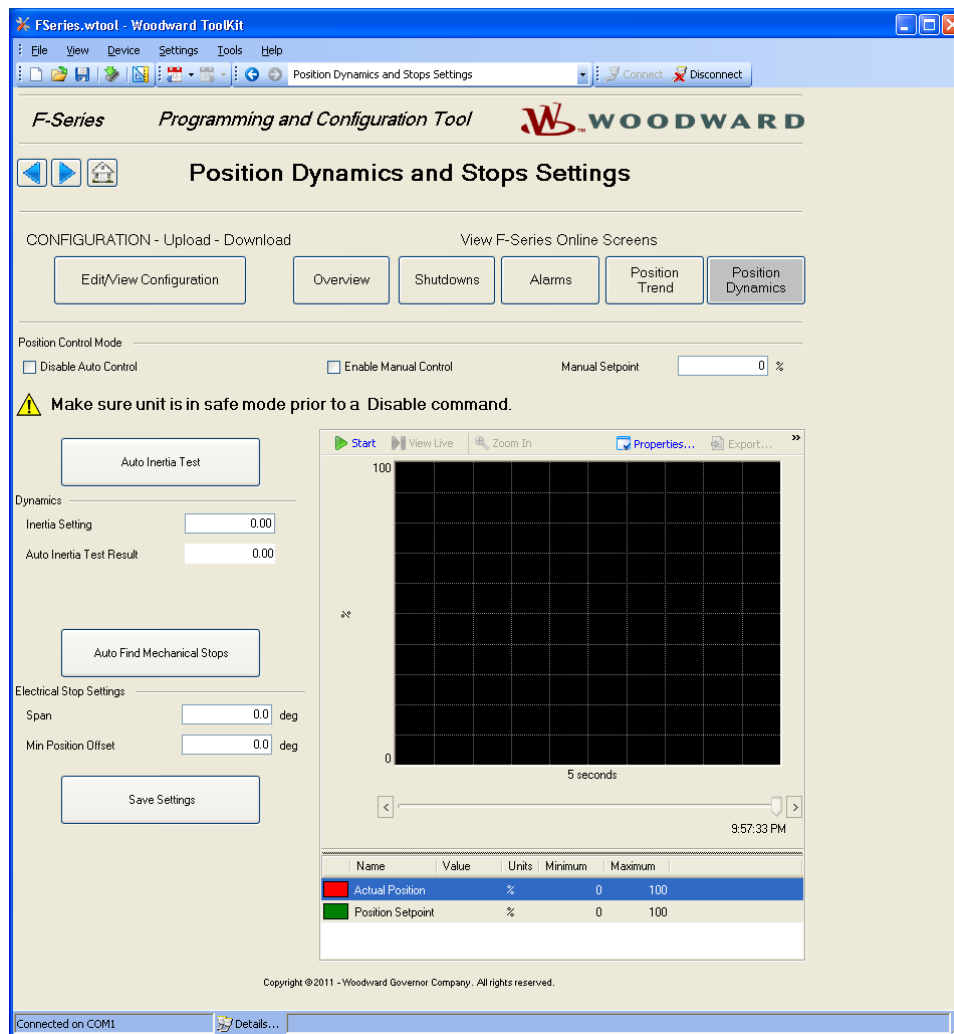 FSeries.wtool - Woodward ToolKit
File View Device Settings Tools Help
Position Dynamics and Stops Settings Connect Disconnect
F-Series Programming and Configuration Tool WOODWARD
Position Dynamics and Stops Settings
CONFIGURATION - Upload - Download View F-Series Online Screens
Edit/View Configuration Overview Shutdowns Alarms Position Trend Position Dynamics
Position Control Mode
Disable Auto Control Enable Manual Control Manual Setpoint 0 %
Make sure unit is in safe mode prior to a Disable command.
Auto Inertia Test
Dynamics
Inertia Setting 0.00
Auto Inertia Test Result 0.00
Auto Find Mechanical Stops
Electrical Stop Settings
Span 0.0 deg
Min Position Offset 0.0 deg
Save Settings
Start View Live Zoom In Properties... Export... »
100
%
0
5 seconds
< >
9:57:33 PM
Name Value Units Minimum Maximum
Actual Position % 0 100
Position Setpoint % 0 100
Copyright © 2011 - Woodward Governor Company. All rights reserved.
Connected on COM1 Details...